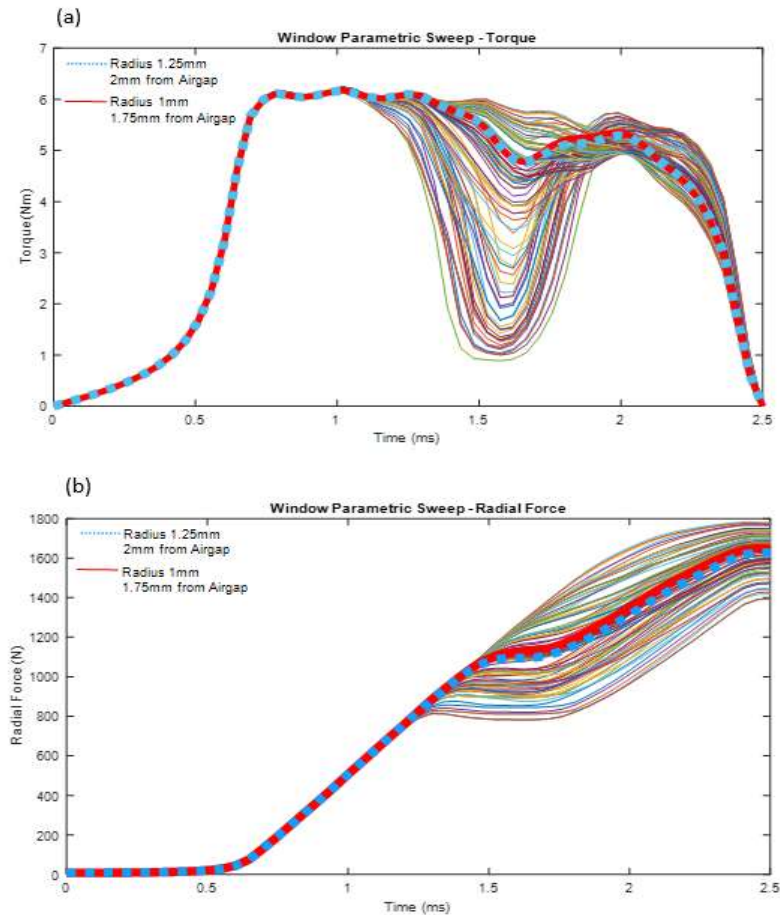 (a)
Window Parametric Sweep - Torque
7
6
5
4
3
2
1
0
Torque(Nm)
Radius 1.25mm
2mm from Airgap
Radius 1mm
1.75mm from Airgap
0 0.5 1 1.5 2 2.5
Time (ms)
(b)
Window Parametric Sweep - Radial Force
1800
1600
1400
1200
1000
800
600
400
200
0
Radial Force (N)
Radius 1.25mm
2mm from Airgap
Radius 1mm
1.75mm from Airgap
0 0.5 1 1.5 2 2.5
Time (ms)